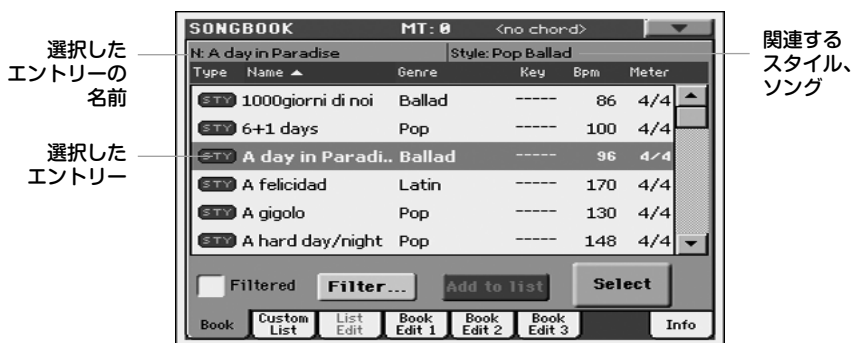 選択した
エントリーの
名前
選択した
エントリー
関連する
スタイル、
ソング
SONGBOOK MT:0 <no chord>
N: A day in Paradise Style: Pop Ballad
Type Name Genre Key Bpm Meter
STY 1000giorni di noi Ballad ----- 86 4/4
STY 6+1 days Pop ----- 100 4/4
STY A day in Paradi.. Ballad ----- 96 4/4
STY A felicidad Latin ----- 170 4/4
STY A gigolo Pop ----- 130 4/4
STY A hard day/night Pop ----- 148 4/4
Filtered Filter... Add to list Select
Book Custom List List Edit Book Edit 1 Book Edit 2 Book Edit 3 Info